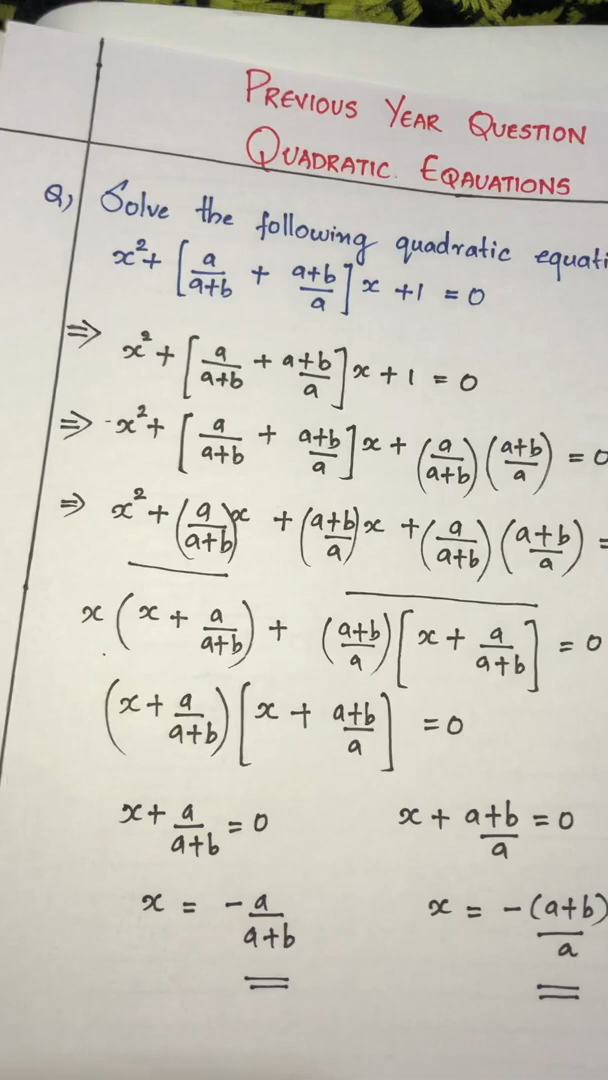 PREVIOUS YEAR QUESTION
QUADRATIC. EQAUATIONS
Q) Solve the following quadratic equati
x² + [a/(a+b) + (a+b)/a] x + 1 = 0
⇒ x² + [a/(a+b) + (a+b)/a] x + 1 = 0
⇒ x² + [a/(a+b) + (a+b)/a] x + (a/(a+b)) ((a+b)/a) = 0
⇒ x² + (a/(a+b)) x + ((a+b)/a) x + (a/(a+b)) ((a+b)/a) =
x (x + a/(a+b)) + ((a+b)/a) [x + a/(a+b)] = 0
(x + a/(a+b)) [x + (a+b)/a] = 0
x + a/(a+b) = 0 x + (a+b)/a = 0
x = -a/(a+b) x = -(a+b)/a